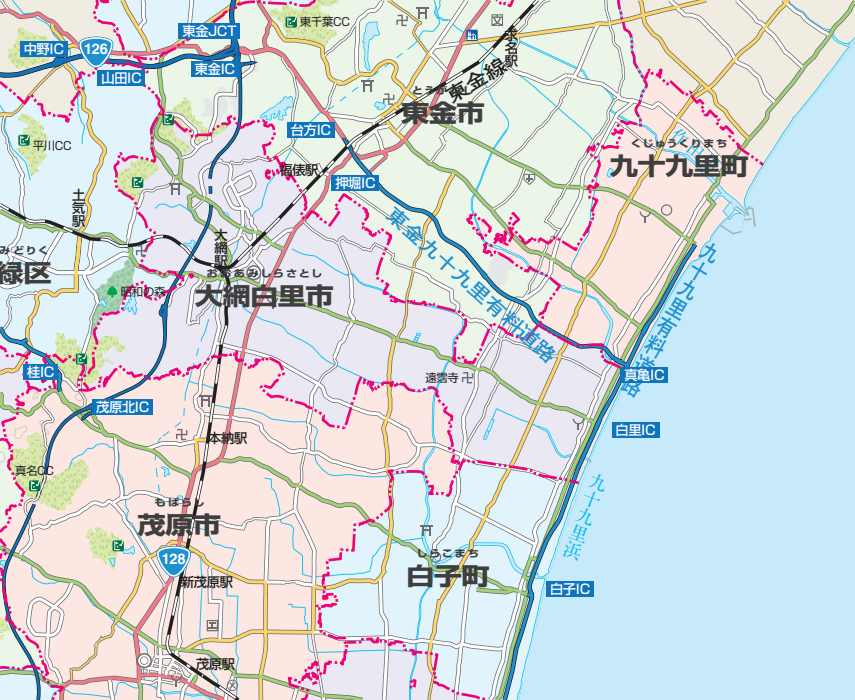 東千葉CC
東金JCT
中野IC
126
求名駅
東金IC
山田IC
東金線
とうがねし
東金市
台方IC
平川CC
くじゅうくりまち
九十九里町
福俵駅
押堀IC
土気駅
大網駅
東金九十九里有料道路
九十九里有料道路
みどりく
緑区
おおあみしらさとし
大網白里市
昭和の森
遠霑寺
真亀IC
桂IC
茂原北IC
白里IC
本納駅
真名CC
九十九里浜
もばらし
茂原市
128
しらこまち
白子町
新茂原駅
白子IC
茂原駅